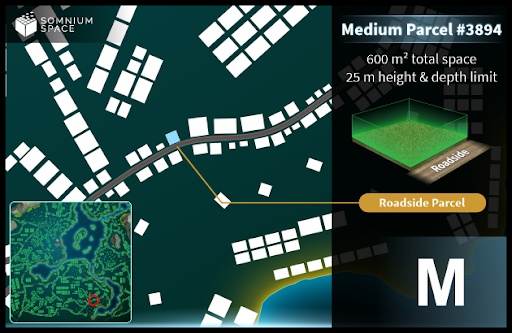 SOMNIUM
SPACE
Medium Parcel #3894
600 m² total space
25 m height & depth limit
Roadside
Roadside Parcel
M